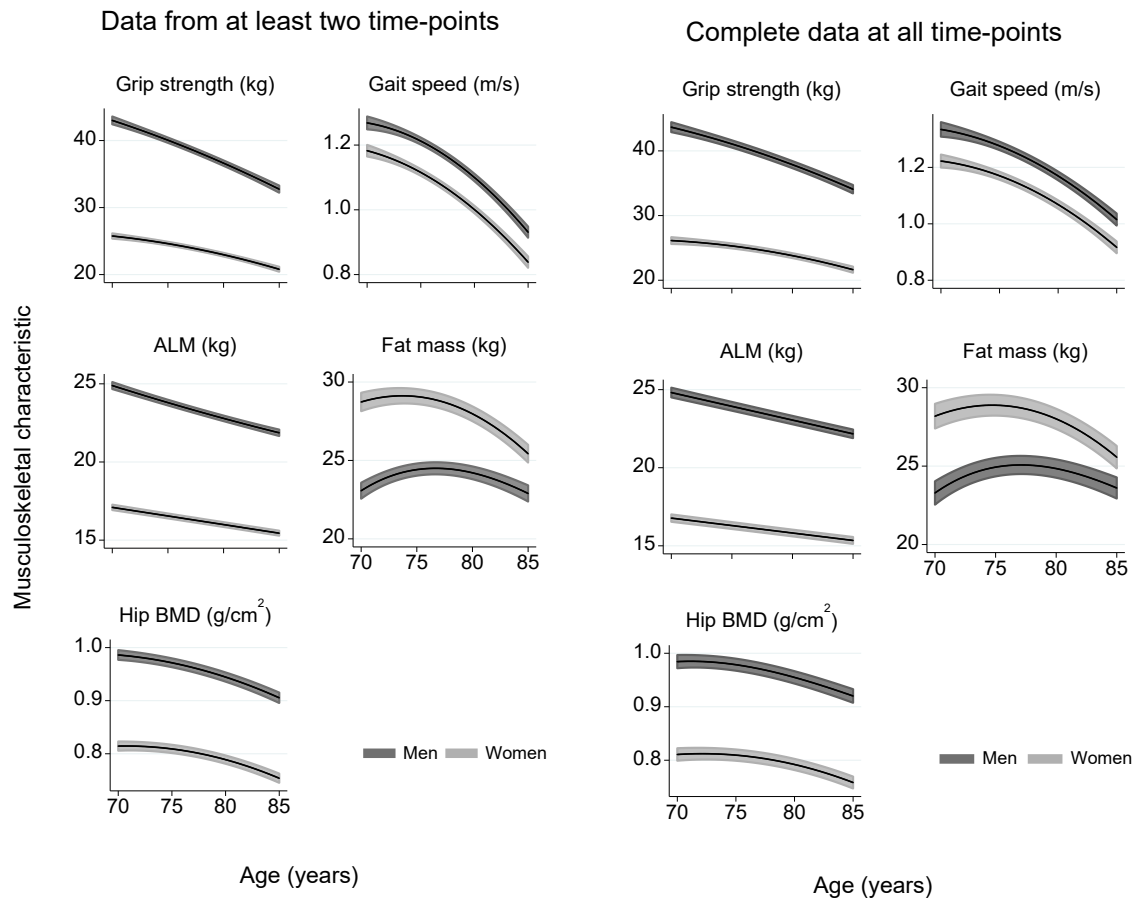 Data from at least two time-points
Grip strength (kg)
Gait speed (m/s)
40
30
20
1.2
1.0
0.8
ALM (kg)
Fat mass (kg)
25
20
15
30
25
20
70 75 80 85
Hip BMD (g/cm²)
1.0
0.9
0.8
70 75 80 85
Men Women
Musculoskeletal characteristic
Age (years)
Complete data at all time-points
Grip strength (kg)
Gait speed (m/s)
40
30
20
1.2
1.0
0.8
ALM (kg)
Fat mass (kg)
25
20
15
30
25
20
70 75 80 85
Hip BMD (g/cm²)
1.0
0.9
0.8
70 75 80 85
Men Women
Age (years)